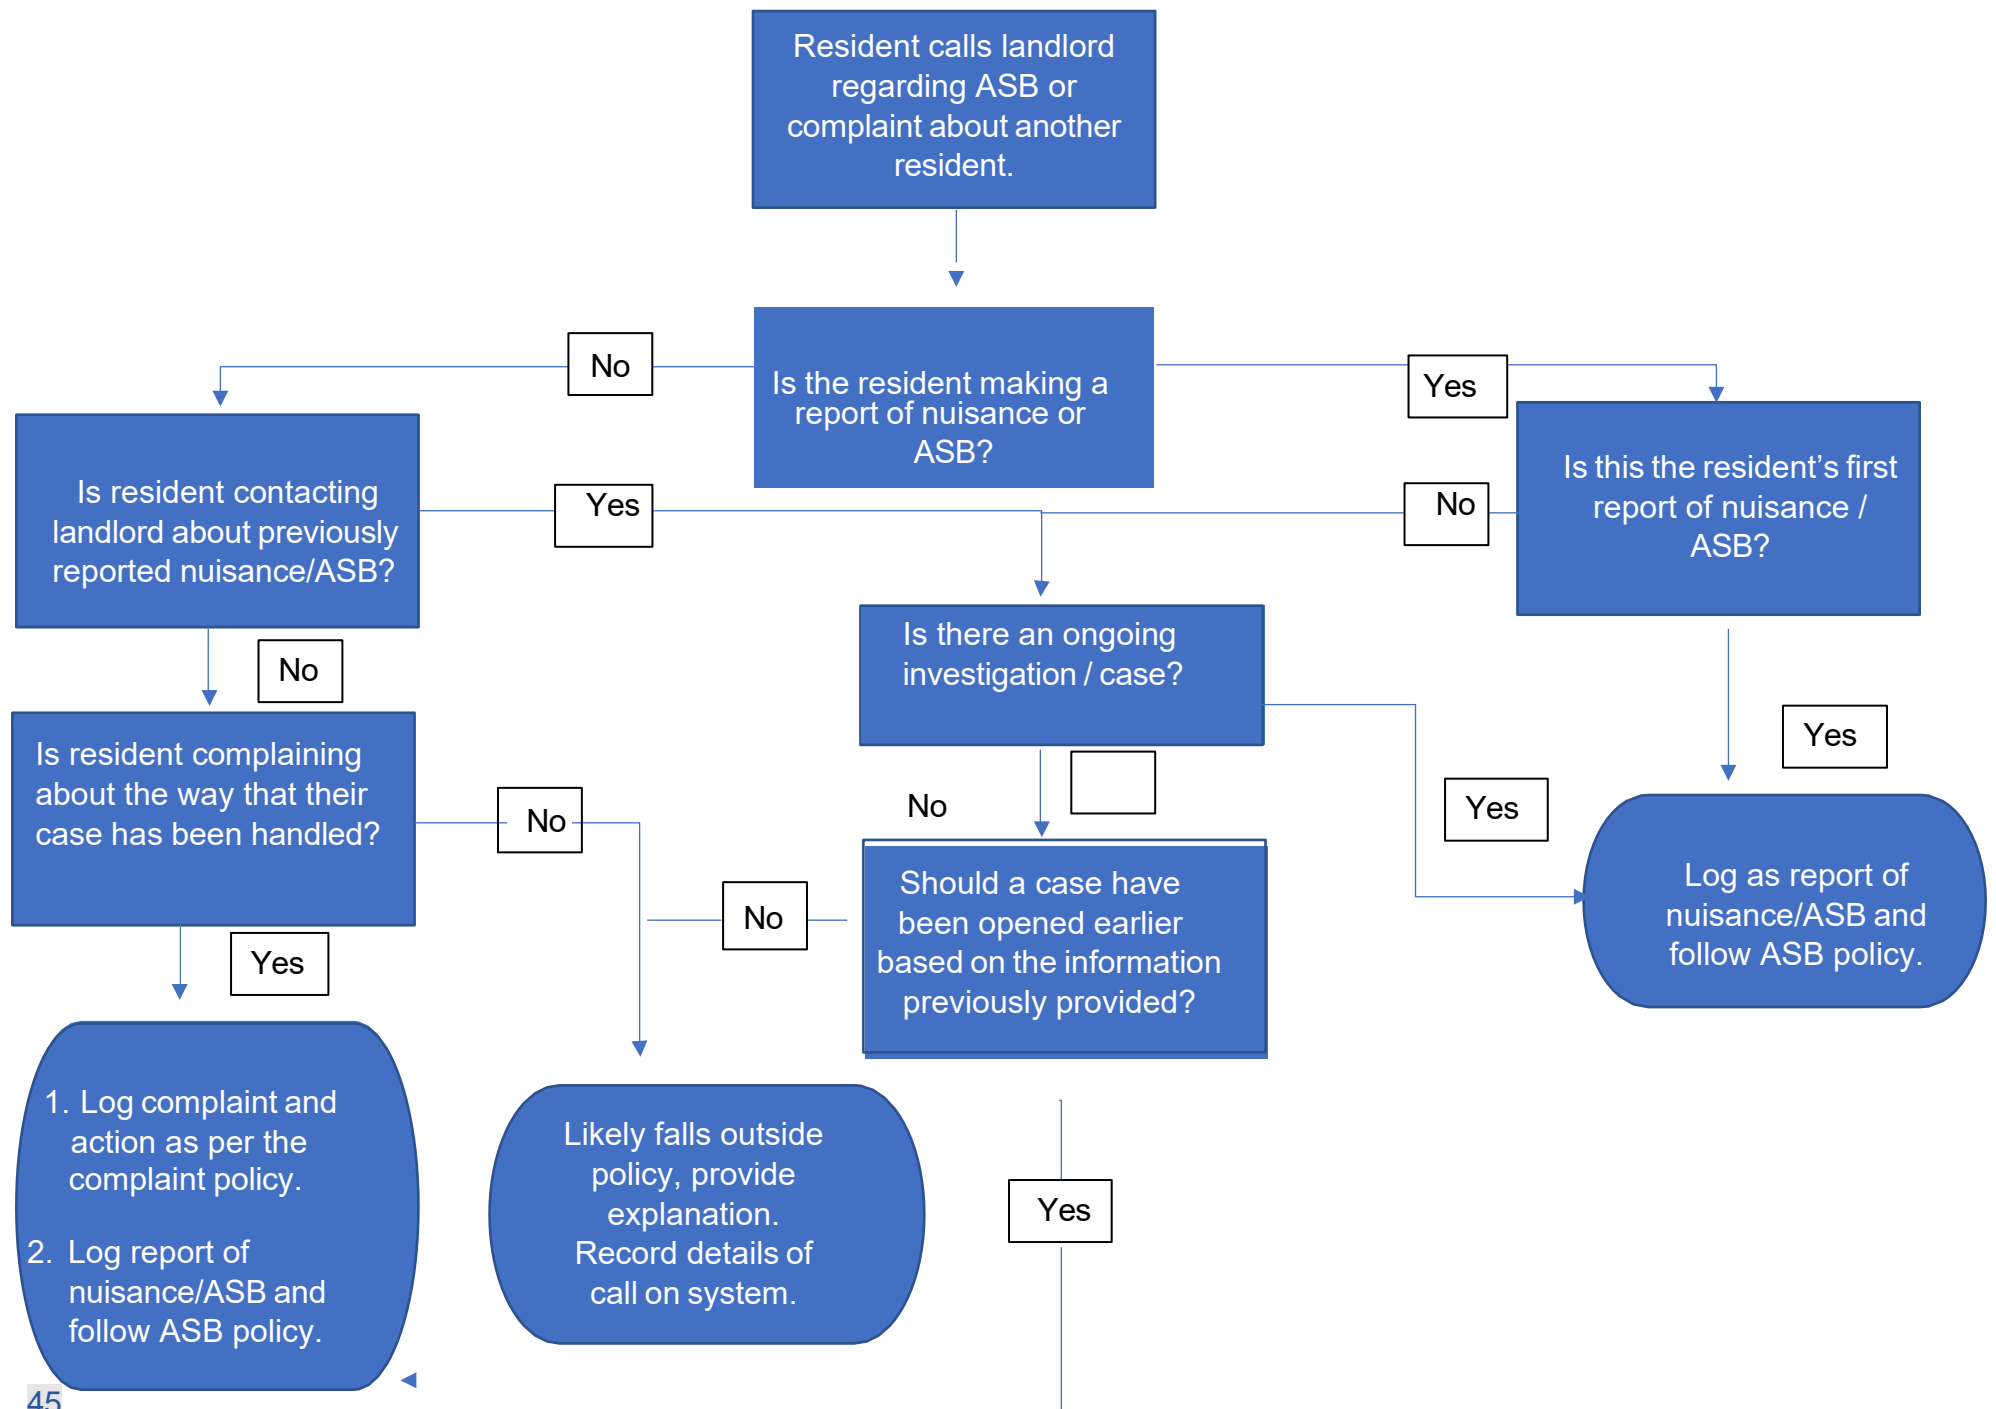 Resident calls landlord
regarding ASB or
complaint about another
resident.
No
Is the resident making a
report of nuisance or
ASB?
Yes
Is resident contacting
landlord about previously
reported nuisance/ASB?
Yes
No
Is this the resident’s first
report of nuisance /
ASB?
No
Is there an ongoing
investigation / case?
Yes
Is resident complaining
about the way that their
case has been handled?
No
No
Yes
Should a case have
been opened earlier
based on the information
previously provided?
No
Log as report of
nuisance/ASB and
follow ASB policy.
Yes
1. Log complaint and
action as per the
complaint policy.
2. Log report of
nuisance/ASB and
follow ASB policy.
Likely falls outside
policy, provide
explanation.
Record details of
call on system.
Yes
45